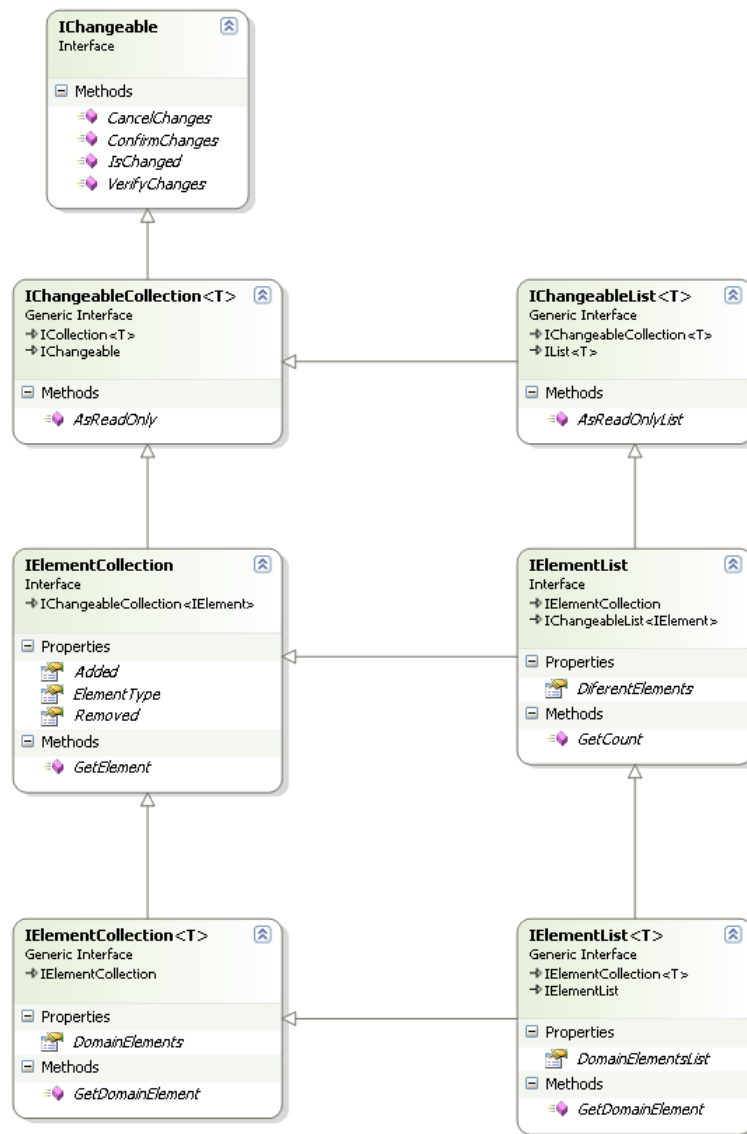 IChangeable
Interface
Methods
CancelChanges
ConfirmChanges
IsChanged
VerifyChanges
IChangeableCollection<T>
Generic Interface
ICollection<T>
IChangeable
Methods
AsReadOnly
IChangeableList<T>
Generic Interface
IChangeableCollection<T>
IList<T>
Methods
AsReadOnlyList
IElementCollection
Interface
IChangeableCollection<IElement>
Properties
Added
ElementType
Removed
Methods
GetElement
IElementList
Interface
IElementCollection
IChangeableList<IElement>
Properties
DiferentElements
Methods
GetCount
IElementCollection<T>
Generic Interface
IElementCollection
Properties
DomainElements
Methods
GetDomainElement
IElementList<T>
Generic Interface
IElementCollection<T>
IElementList
Properties
DomainElementsList
Methods
GetDomainElement